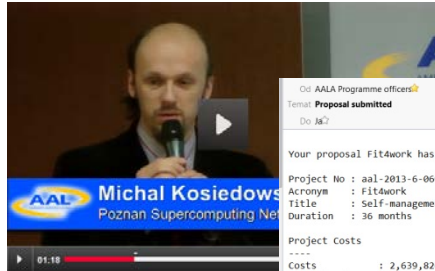 AAL
Michal Kosiedows
Poznan Supercomputing Net
01:18
Od AALA Programme officers
Temat Proposal submitted
Do Ja
Your proposal Fit4work has
Project No : aal-2013-6-06
Acronym : Fit4work
Title : Self-manageme
Duration : 36 months
Project Costs
----
Costs : 2,639,82